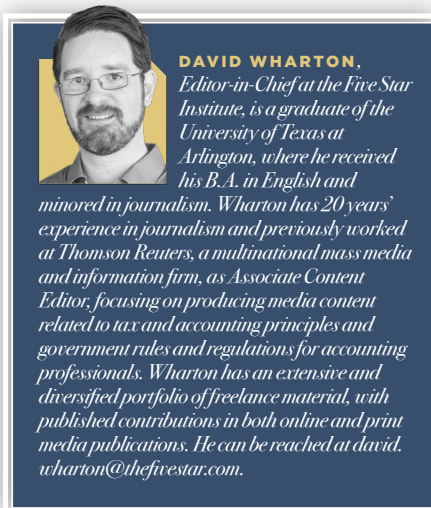 DAVID WHARTON,
Editor-in-Chief at the Five Star
Institute, is a graduate of the
University of Texas at
Arlington, where he received
his B.A. in English and
minored in journalism. Wharton has 20 years’
experience in journalism and previously worked
at Thomson Reuters, a multinational mass media
and information firm, as Associate Content
Editor, focusing on producing media content
related to tax and accounting principles and
government rules and regulations for accounting
professionals. Wharton has an extensive and
diversified portfolio of freelance material, with
published contributions in both online and print
media publications. He can be reached at david.
wharton@thefivestar.com.